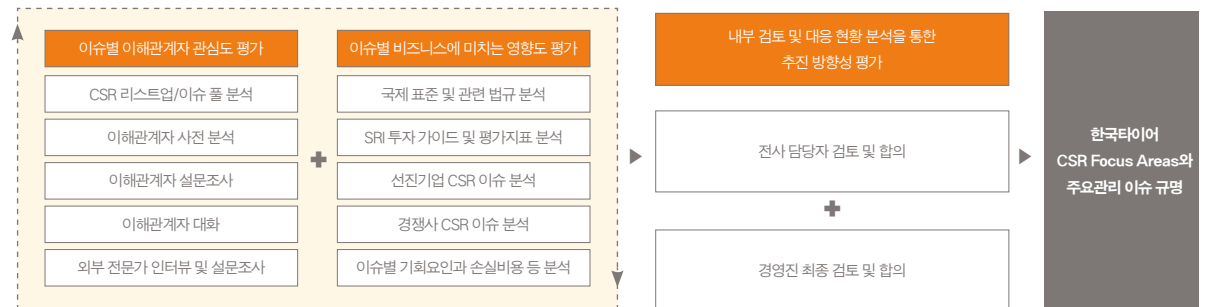 이슈별 이해관계자 관심도 평가
CSR 리스트업/이슈 풀 분석
이해관계자 사전 분석
이해관계자 설문조사
이해관계자 대화
외부 전문가 인터뷰 및 설문조사
이슈별 비즈니스에 미치는 영향도 평가
국제 표준 및 관련 법규 분석
SRI 투자 가이드 및 평가지표 분석
선진기업 CSR 이슈 분석
경쟁사 CSR 이슈 분석
이슈별 기회요인과 손실비용 등 분석
내부 검토 및 대응 현황 분석을 통한
추진 방향성 평가
전사 담당자 검토 및 합의
경영진 최종 검토 및 합의
한국타이어
CSR Focus Areas와
주요관리 이슈 규명